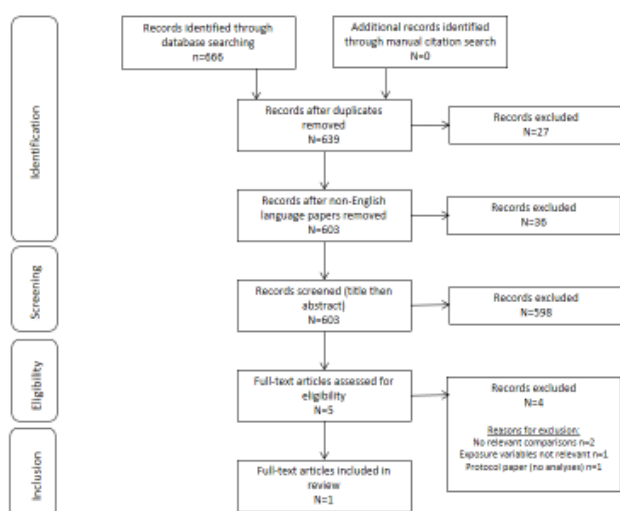 Records identified through
database searching
n=666
Additional records identified
through manual citation search
N=0
Identification
Records after duplicates
removed
N=639
Records excluded
N=27
Records after non-English
language papers removed
N=603
Records excluded
N=36
Screening
Records screened (title then
abstract)
N=603
Records excluded
N=598
Eligibility
Full-text articles assessed for
eligibility
N=5
Records excluded
N=4
Reasons for exclusion:
No relevant comparisons n=2
Exposure variables not relevant n=1
Protocol paper (no analyses) n=1
Inclusion
Full-text articles included in
review
N=1